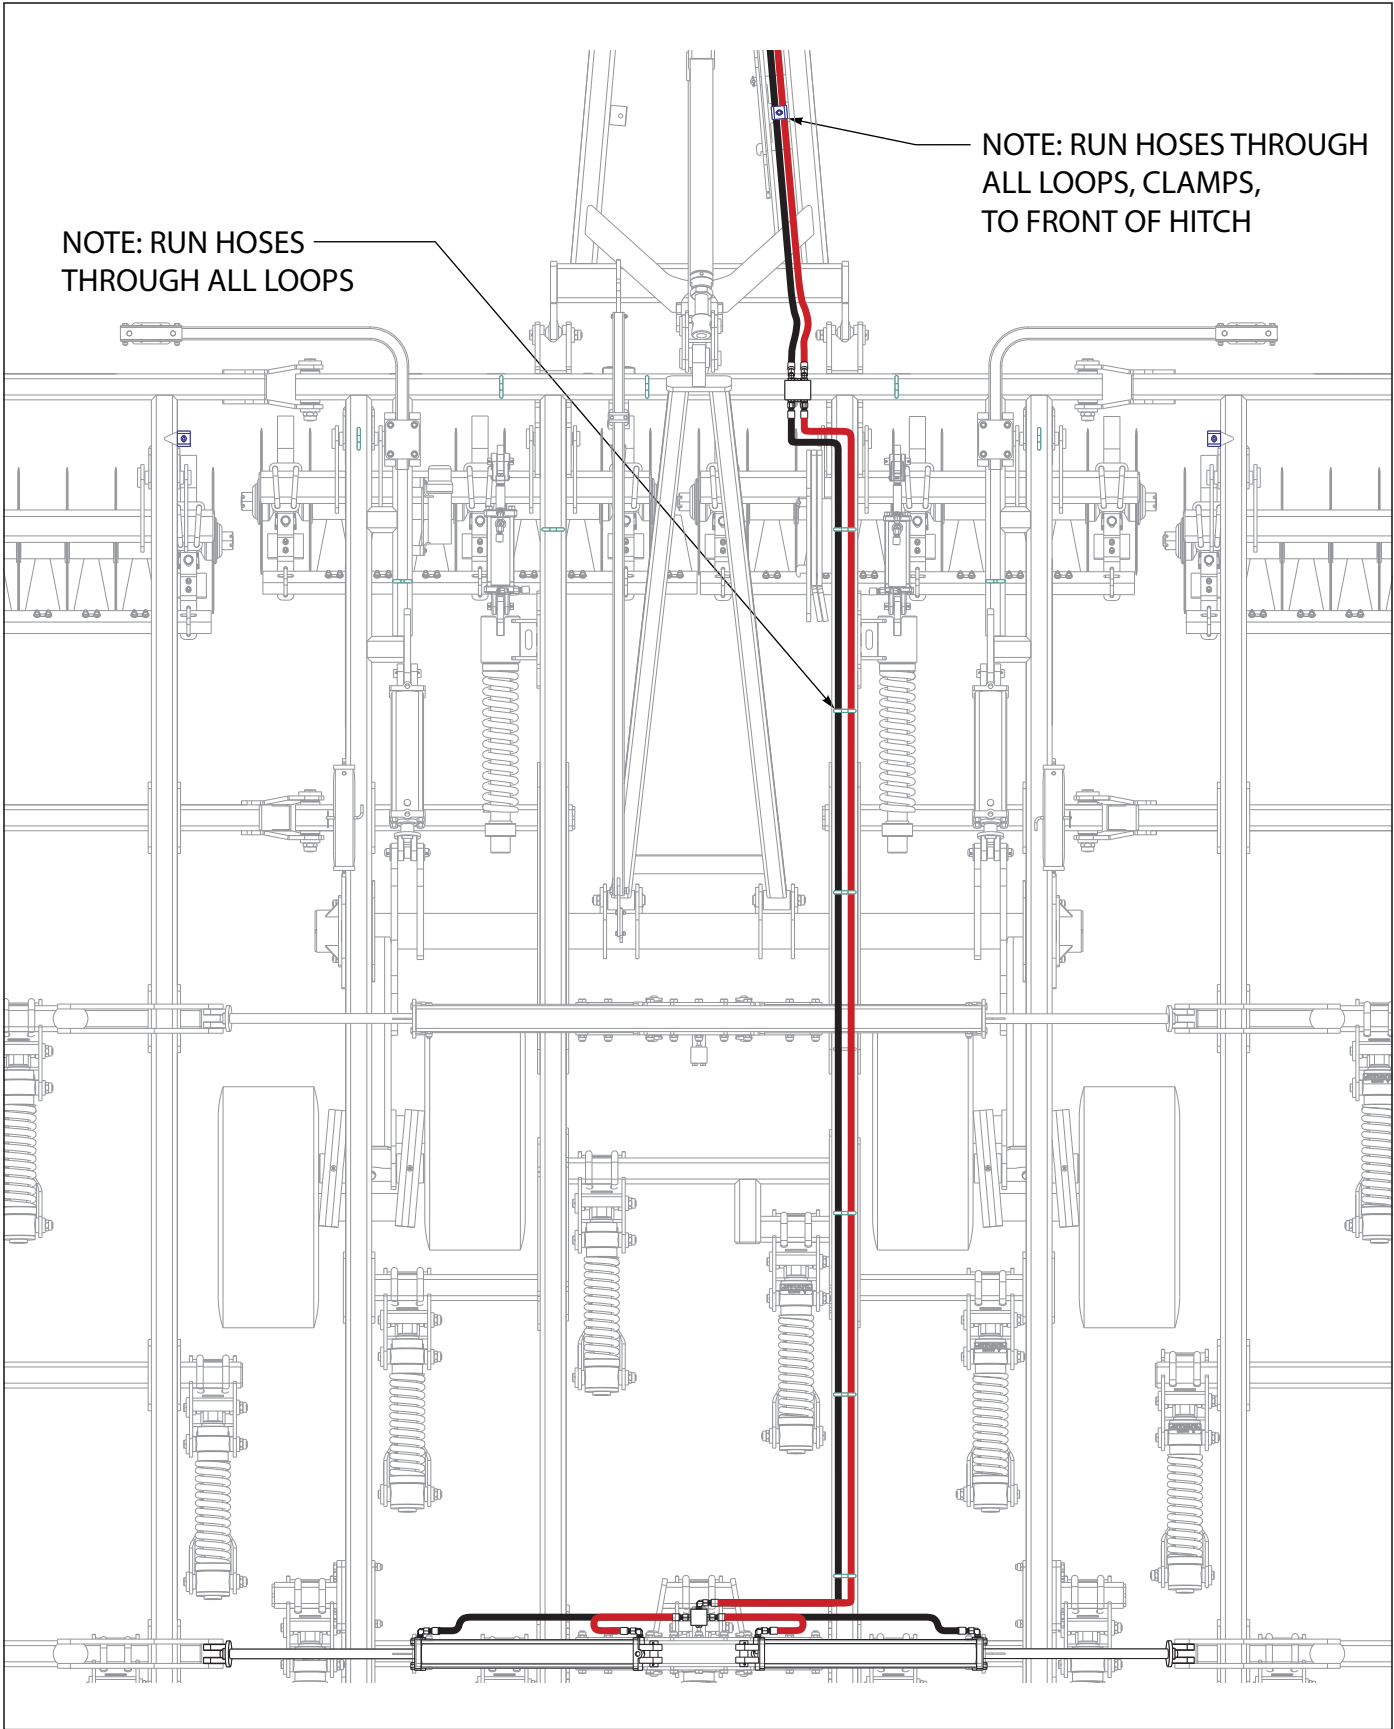 NOTE: RUN HOSES THROUGH
ALL LOOPS, CLAMPS,
TO FRONT OF HITCH
NOTE: RUN HOSES
THROUGH ALL LOOPS